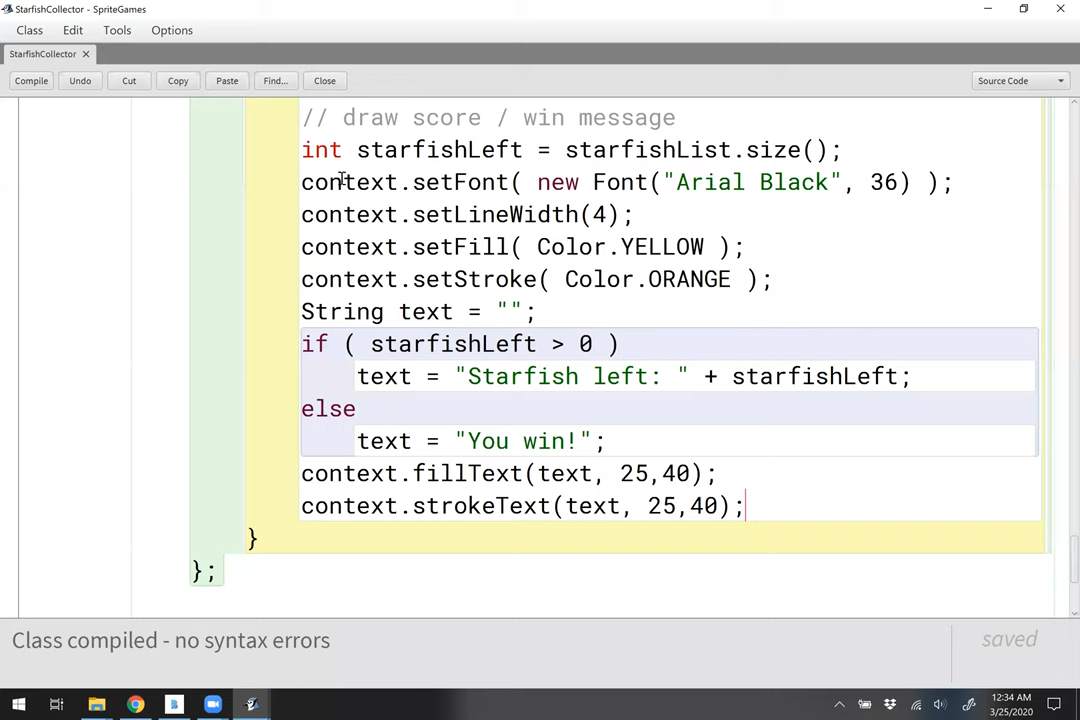 StarfishCollector - SpriteGames
Class Edit Tools Options
StarfishCollector
Compile Undo Cut Copy Paste Find... Close Source Code
// draw score / win message
int starfishLeft = starfishList.size();
context.setFont( new Font("Arial Black", 36) );
context.setLineWidth(4);
context.setFill( Color.YELLOW );
context.setStroke( Color.ORANGE );
String text = "";
if ( starfishLeft > 0 )
text = "Starfish left: " + starfishLeft;
else
text = "You win!";
context.fillText(text, 25,40);
context.strokeText(text, 25,40);
}
};
Class compiled - no syntax errors
saved
12:34 AM
3/25/2020